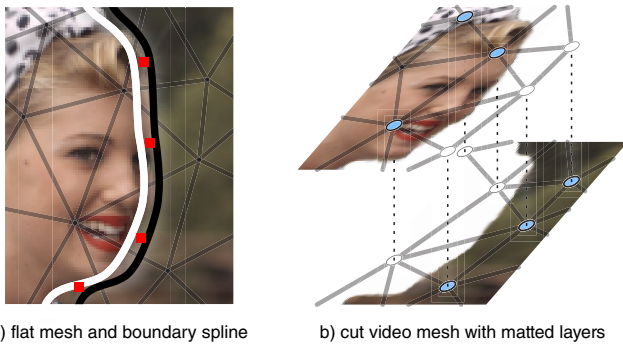 ) flat mesh and boundary spline
b) cut video mesh with matted layers